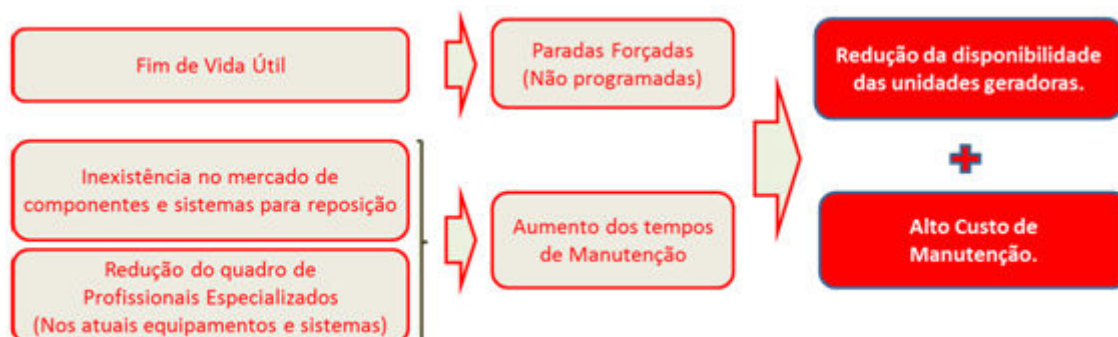 Fim de Vida Útil
Paradas Forçadas
(Não programadas)
Redução da disponibilidade
das unidades geradoras.
Inexistência no mercado de
componentes e sistemas para reposição
Redução do quadro de
Profissionais Especializados
(Nos atuais equipamentos e sistemas)
Aumento dos tempos
de Manutenção
Alto Custo de
Manutenção.